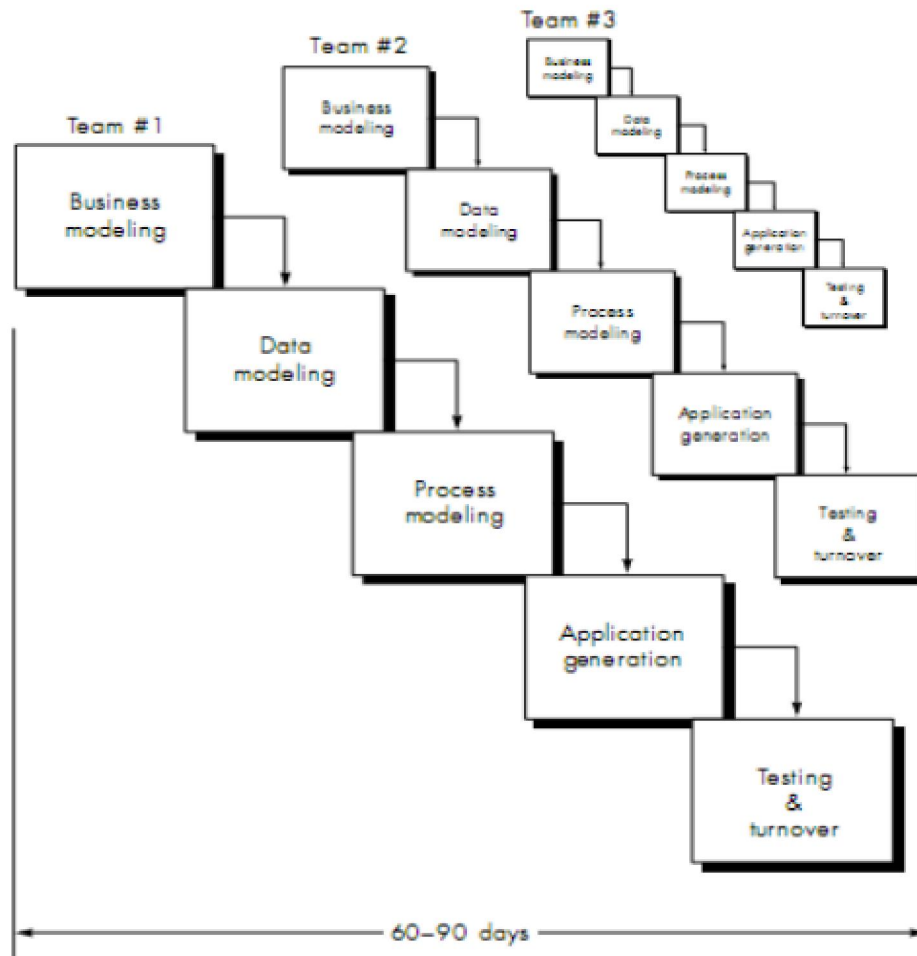 Team #1
Business
modeling
Data
modeling
Process
modeling
Application
generation
Testing
&
turnover
Team #2
Business
modeling
Data
modeling
Process
modeling
Application
generation
Testing
&
turnover
Team #3
Business
modeling
Data
modeling
Process
modeling
Application
generation
Testing
&
turnover
60–90 days